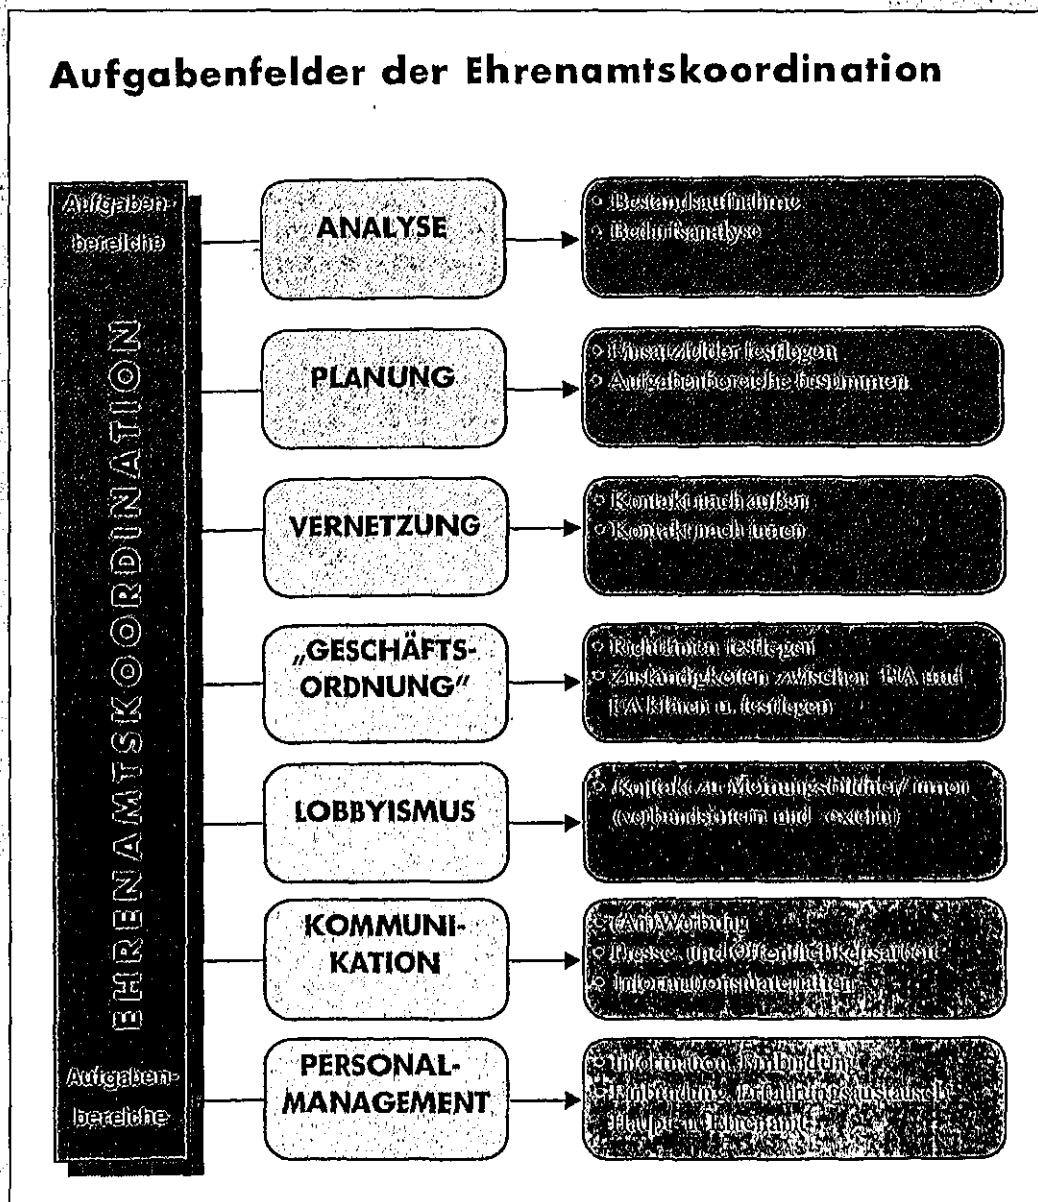 Aufgabenfelder der Ehrenamtskoordination
Aufgaben-
bereiche
EHRENAMTSKOORDINATION
Aufgaben-
bereiche
ANALYSE
○ Bestandsaufnahme
○ Bedarfsanalyse
PLANUNG
○ Einsatzfelder festlegen
○ Aufgabenbereiche bestimmen
VERNETZUNG
○ Kontakt nach außen
○ Kontakt nach innen
„GESCHÄFTS-
ORDNUNG"
○ Richtlinien festlegen
○ Zuständigkeiten zwischen HA und
EA klären u. festlegen
LOBBYISMUS
○ Kontakt zu Meinungsbildner/innen
(verbandsintern und -extern)
KOMMUNI-
KATION
○ (An)Werbung
○ Presse- und Öffentlichkeitsarbeit
○ Informationsmaterialien
PERSONAL-
MANAGEMENT
○ Information,
○ Einbindung, Erfahrungsaustausch
Haupt- u. Ehrenamt